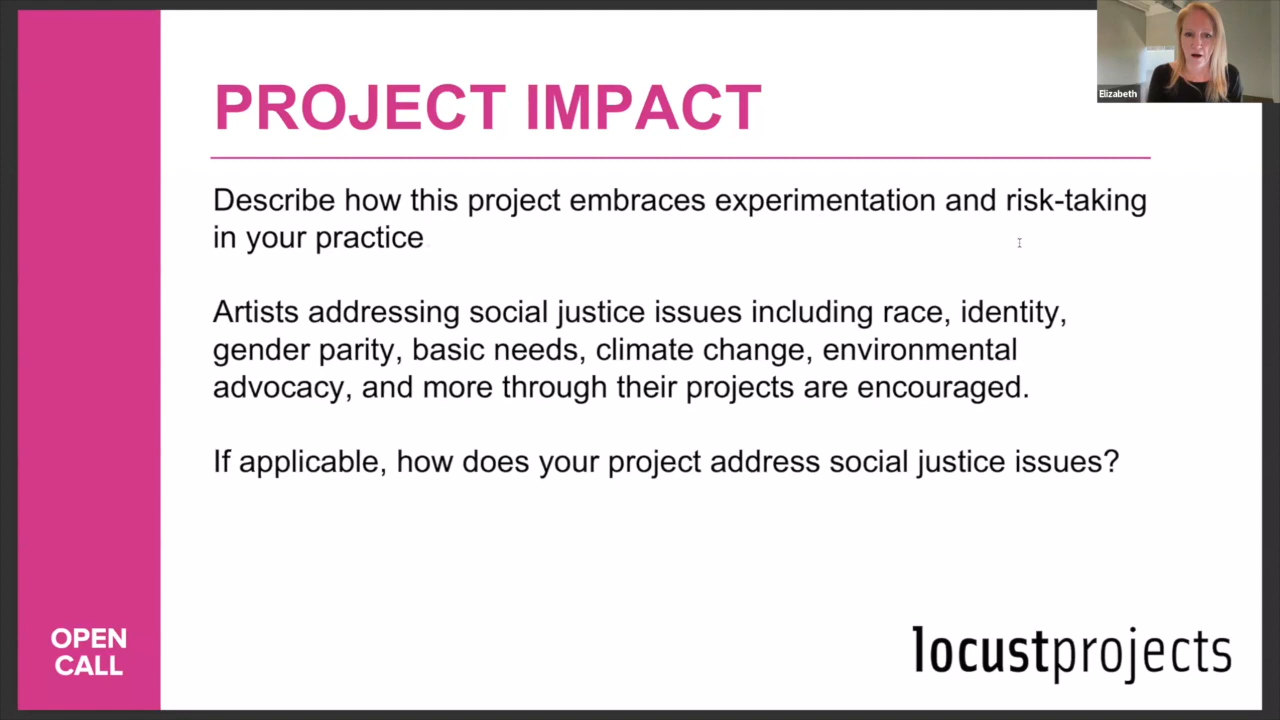 Elizabeth
PROJECT IMPACT
Describe how this project embraces experimentation and risk-taking
in your practice
Artists addressing social justice issues including race, identity,
gender parity, basic needs, climate change, environmental
advocacy, and more through their projects are encouraged.
If applicable, how does your project address social justice issues?
OPEN
CALL
locustprojects